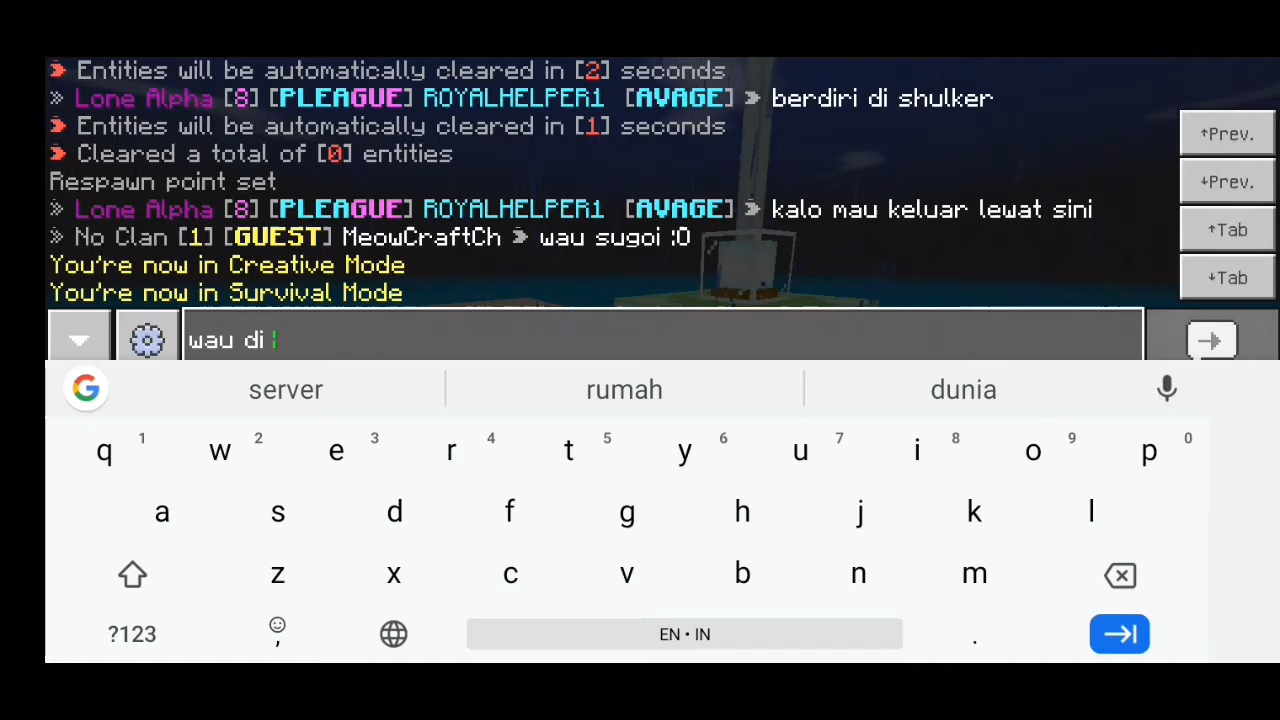 Entities will be automatically cleared in [2] seconds
» Lone Alpha [8] [PLEAGUE] ROYALHELPER1 [AVAGE] > berdiri di shulker
Entities will be automatically cleared in [1] seconds
Cleared a total of [0] entities
Respawn point set
» Lone Alpha [8] [PLEAGUE] ROYALHELPER1 [AVAGE] > kalo mau keluar lewat sini
» No Clan [1] [GUEST] MeowCraftCh > wau sugoi :O
You're now in Creative Mode
You're now in Survival Mode
↑Prev.
↓Prev.
↑Tab
↓Tab
wau di
server rumah dunia
q 1 w 2 e 3 r 4 t 5 y 6 u 7 i 8 o 9 p 0
a s d f g h j k l
z x c v b n m
?123 , EN • IN .